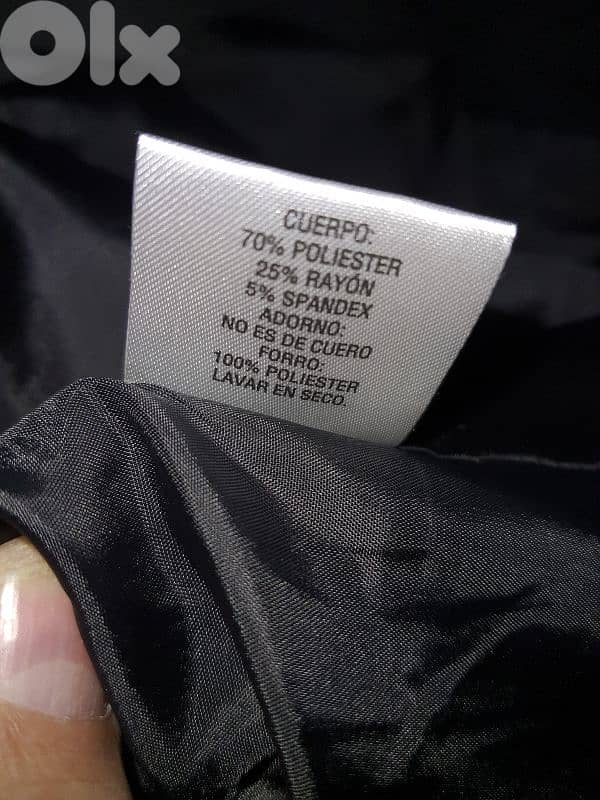 OLX
CUERPO:
70% POLIESTER
25% RAYÓN
5% SPANDEX
ADORNO:
NO ES DE CUERO
FORRO:
100% POLIESTER
LAVAR EN SECO.